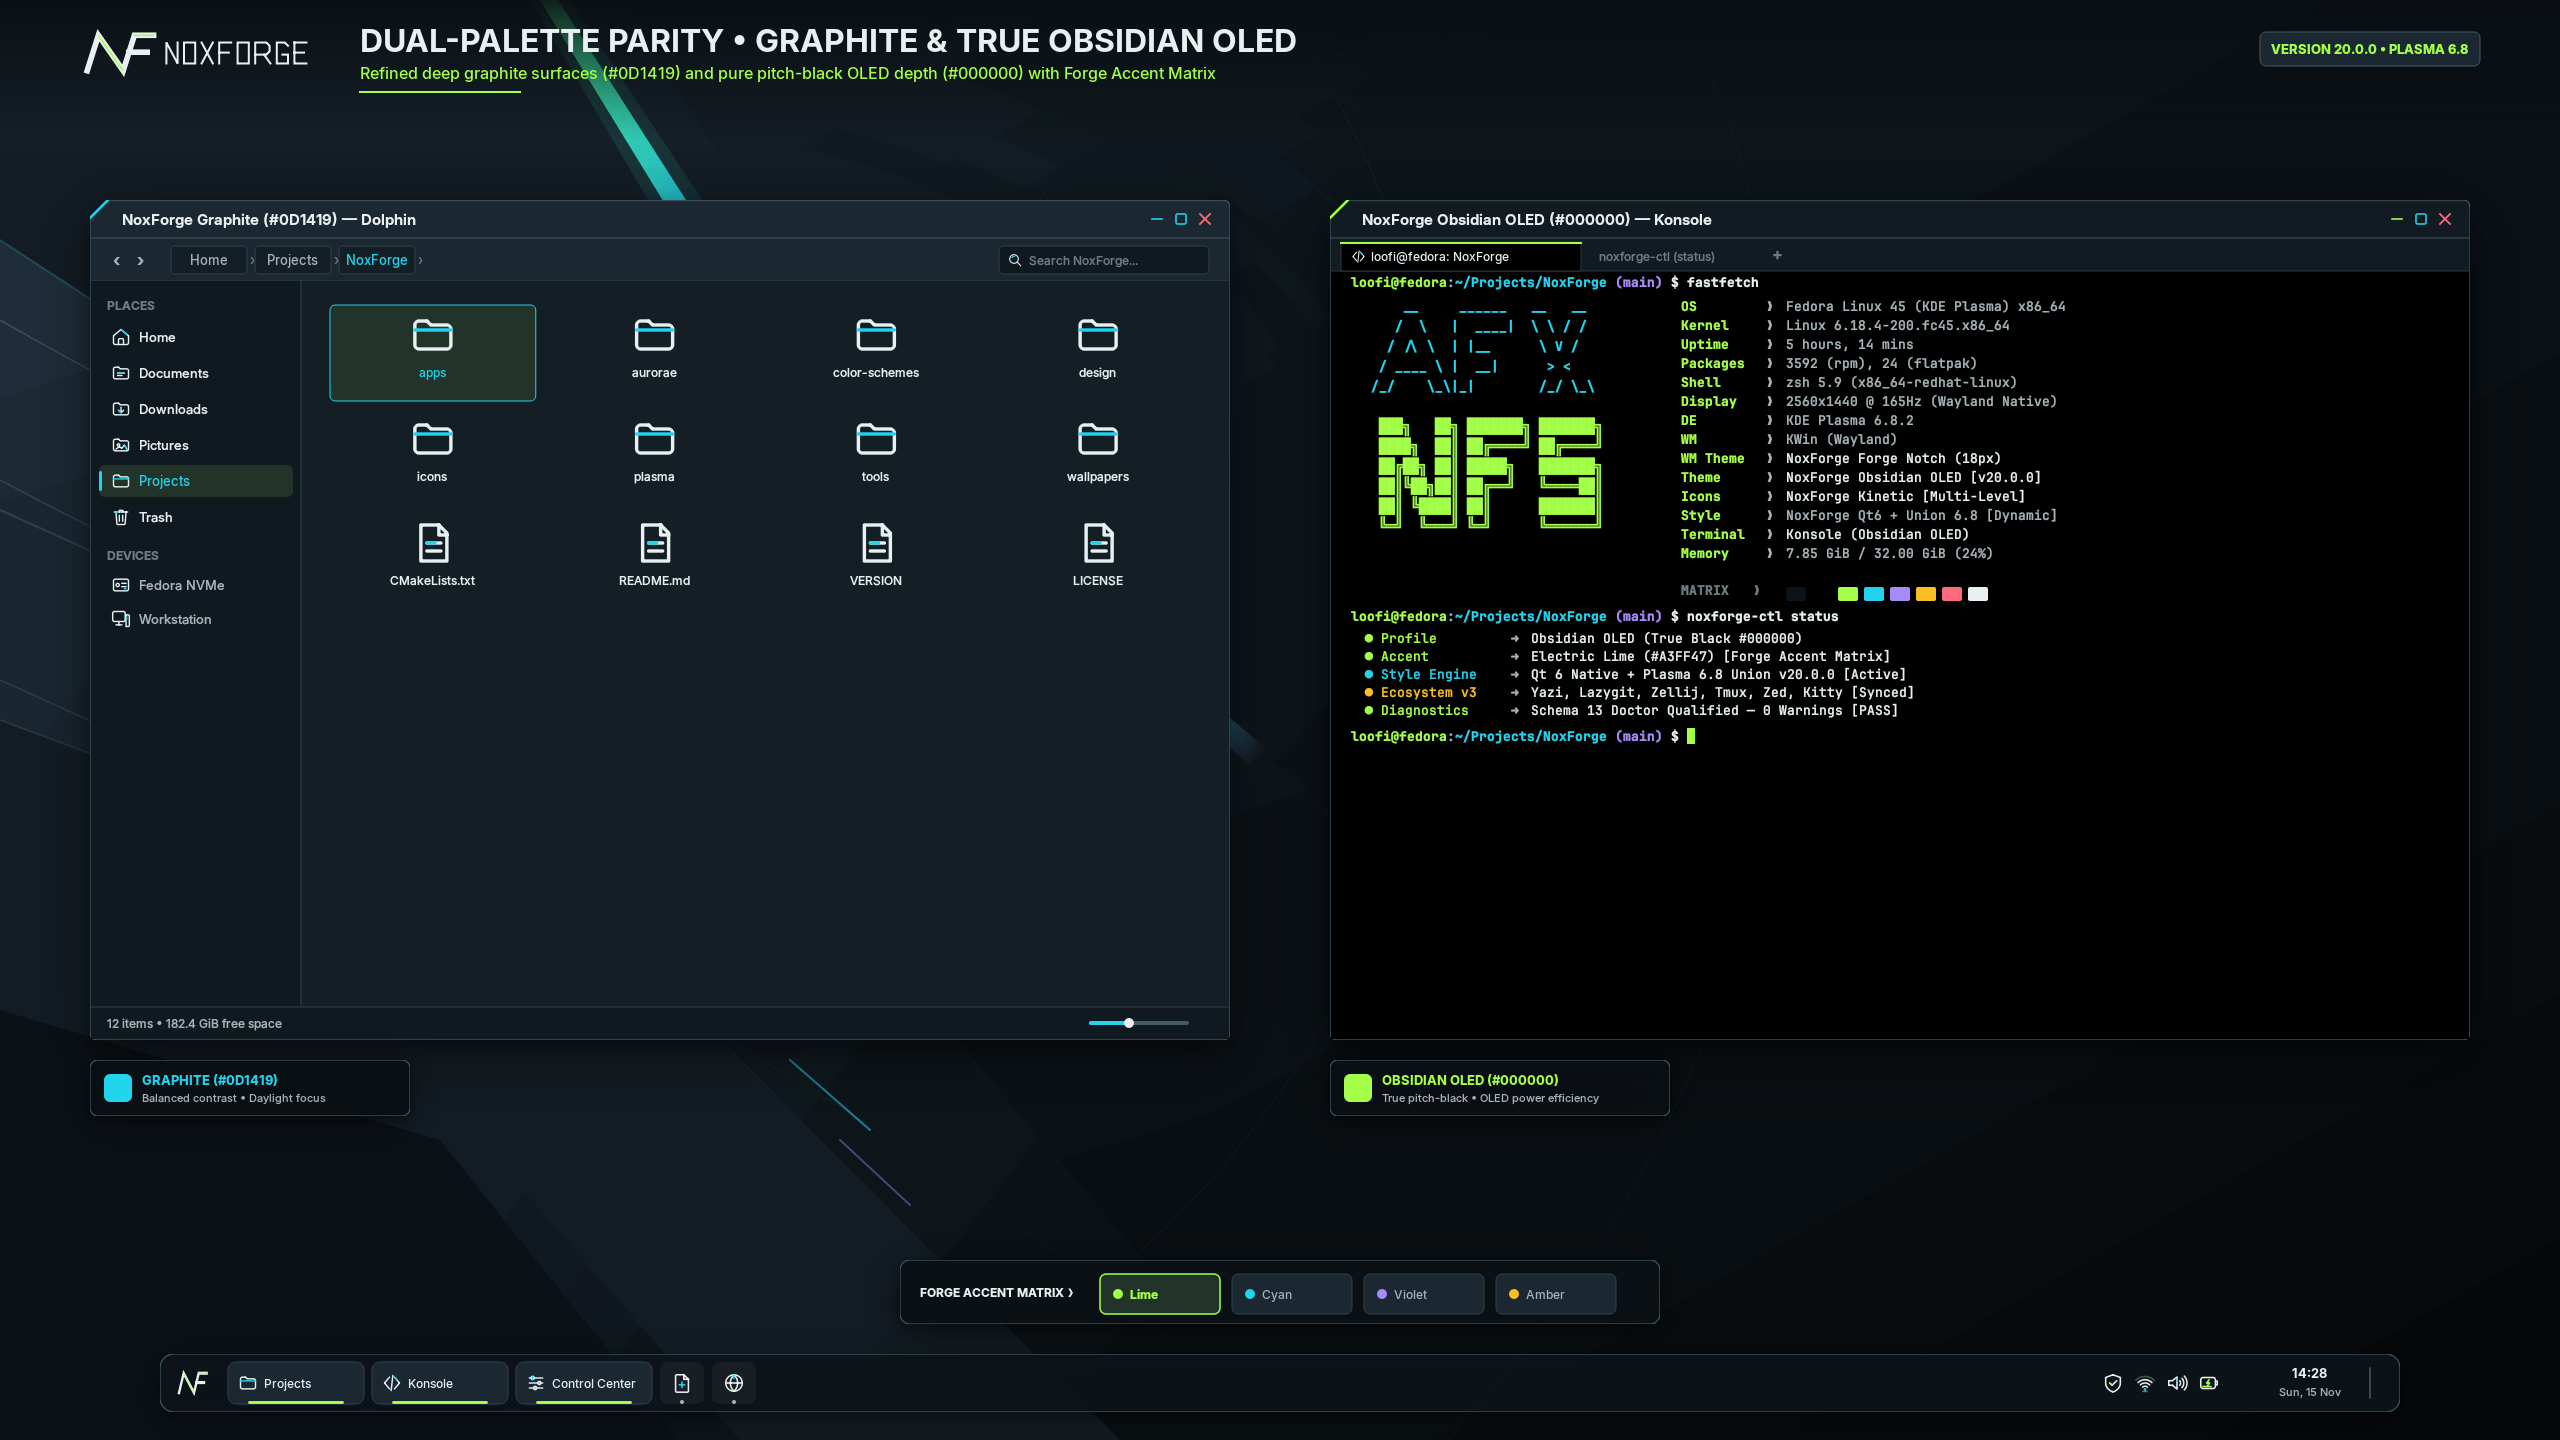 NOXFORGE
DUAL-PALETTE PARITY • GRAPHITE & TRUE OBSIDIAN OLED
Refined deep graphite surfaces (#0D1419) and pure pitch-black OLED depth (#000000) with Forge Accent Matrix
VERSION 20.0.0 • PLASMA 6.8
NoxForge Graphite (#0D1419) — Dolphin
‹ › Home › Projects › NoxForge ›
Search NoxForge...
PLACES
Home
Documents
Downloads
Pictures
Projects
Trash
DEVICES
Fedora NVMe
Workstation
apps
aurorae
color-schemes
design
icons
plasma
tools
wallpapers
CMakeLists.txt
README.md
VERSION
LICENSE
12 items • 182.4 GiB free space
GRAPHITE (#0D1419)
Balanced contrast • Daylight focus
NoxForge Obsidian OLED (#000000) — Konsole
loofi@fedora: NoxForge
noxforge-ctl (status)
+
loofi@fedora:~/Projects/NoxForge (main) $ fastfetch
OS › Fedora Linux 45 (KDE Plasma) x86_64
Kernel › Linux 6.18.4-200.fc45.x86_64
Uptime › 5 hours, 14 mins
Packages › 3592 (rpm), 24 (flatpak)
Shell › zsh 5.9 (x86_64-redhat-linux)
Display › 2560x1440 @ 165Hz (Wayland Native)
DE › KDE Plasma 6.8.2
WM › KWin (Wayland)
WM Theme › NoxForge Forge Notch (18px)
Theme › NoxForge Obsidian OLED [v20.0.0]
Icons › NoxForge Kinetic [Multi-Level]
Style › NoxForge Qt6 + Union 6.8 [Dynamic]
Terminal › Konsole (Obsidian OLED)
Memory › 7.85 GiB / 32.00 GiB (24%)
MATRIX ›
loofi@fedora:~/Projects/NoxForge (main) $ noxforge-ctl status
● Profile → Obsidian OLED (True Black #000000)
● Accent → Electric Lime (#A3FF47) [Forge Accent Matrix]
● Style Engine → Qt 6 Native + Plasma 6.8 Union v20.0.0 [Active]
● Ecosystem v3 → Yazi, Lazygit, Zellij, Tmux, Zed, Kitty [Synced]
● Diagnostics → Schema 13 Doctor Qualified — 0 Warnings [PASS]
loofi@fedora:~/Projects/NoxForge (main) $
OBSIDIAN OLED (#000000)
True pitch-black • OLED power efficiency
FORGE ACCENT MATRIX ›
Lime
Cyan
Violet
Amber
Projects
Konsole
Control Center
14:28
Sun, 15 Nov